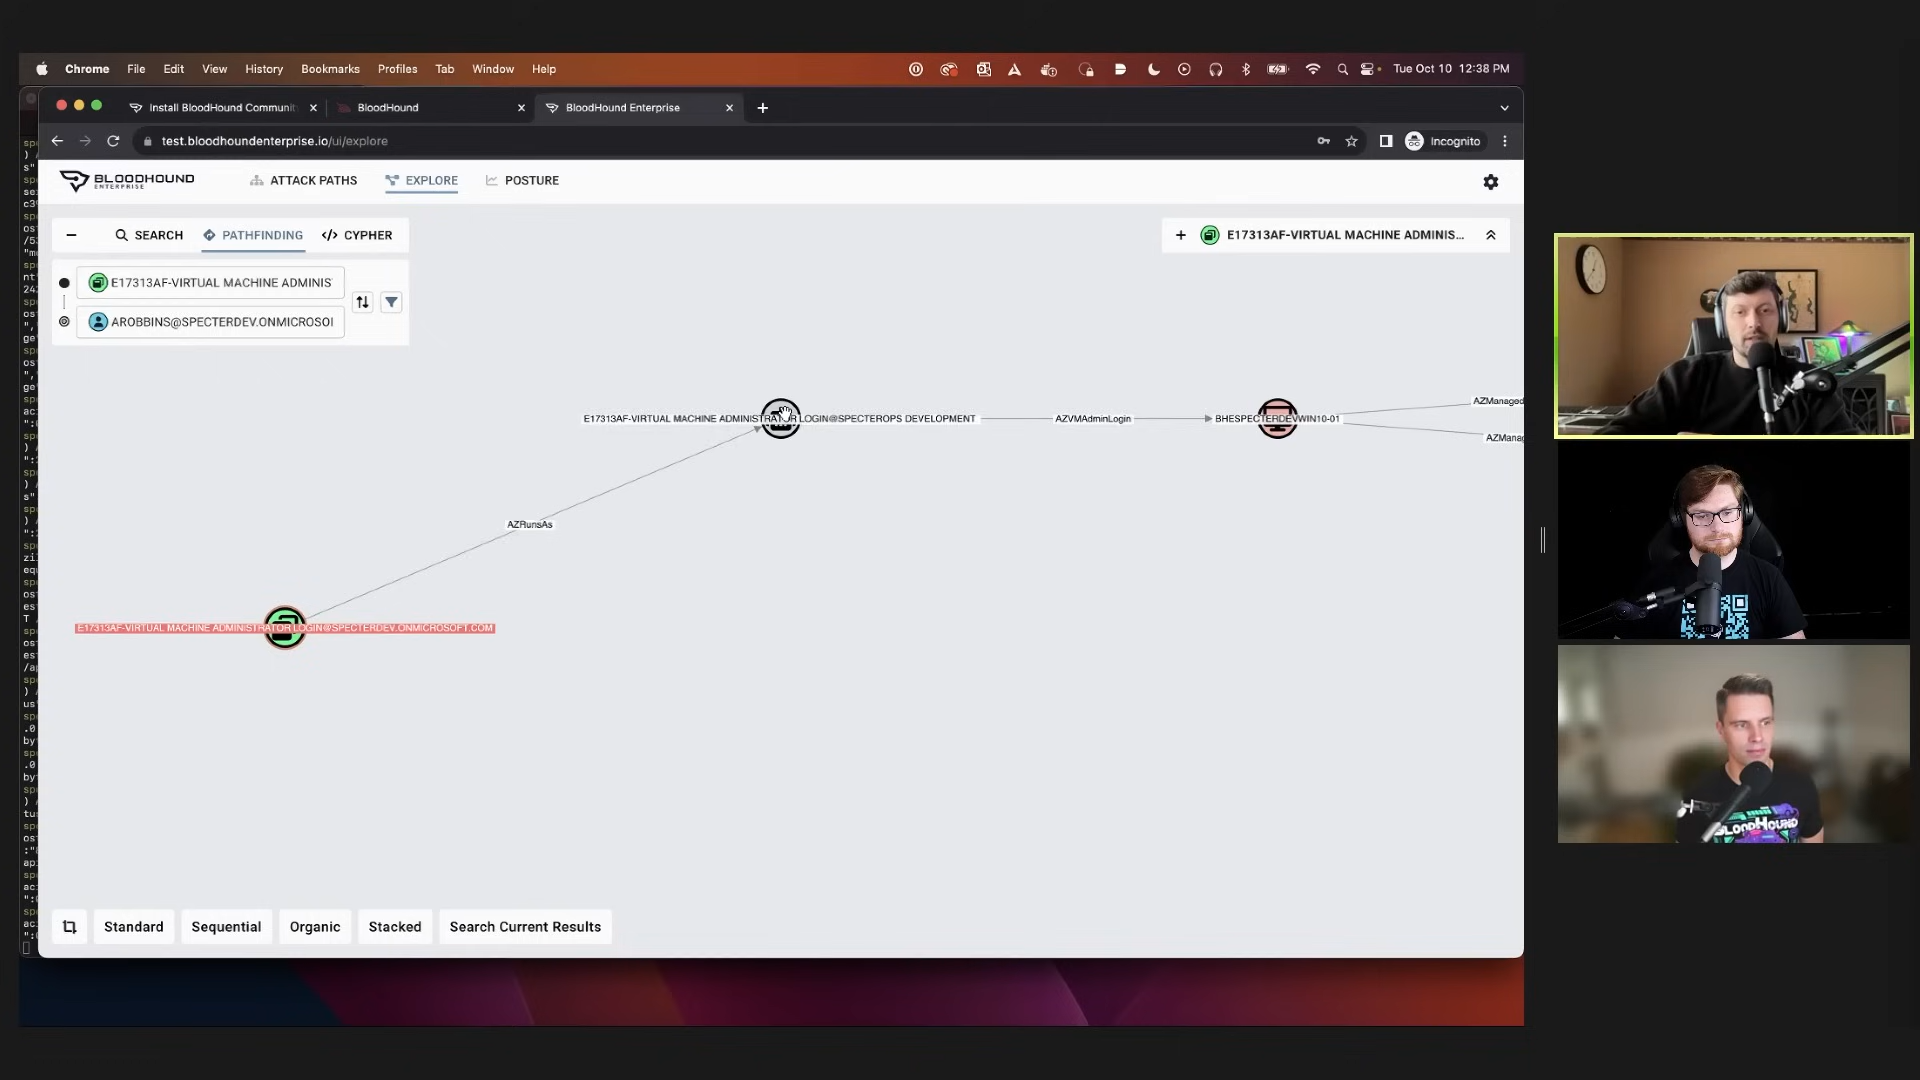 Chrome File Edit View History Bookmarks Profiles Tab Window Help
Tue Oct 10 12:38 PM
Install BloodHound Communit
BloodHound
BloodHound Enterprise
test.bloodhoundenterprise.io/ui/explore
Incognito
BLOODHOUND
ENTERPRISE
ATTACK PATHS
EXPLORE
POSTURE
SEARCH
PATHFINDING
</> CYPHER
E17313AF-VIRTUAL MACHINE ADMINIS...
E17313AF-VIRTUAL MACHINE ADMINIS
AROBBINS@SPECTERDEV.ONMICROSOI
AZManaged
E17313AF-VIRTUAL MACHINE ADMINISTRATOR LOGIN@SPECTEROPS DEVELOPMENT
AZVMAdminLogin
BHESPECTERDEVWIN10-01
AZManag
AZRunsAs
E17313AF-VIRTUAL MACHINE ADMINISTRATOR LOGIN@SPECTERDEV.ONMICROSOFT.COM
Standard
Sequential
Organic
Stacked
Search Current Results
BLOODHOUND